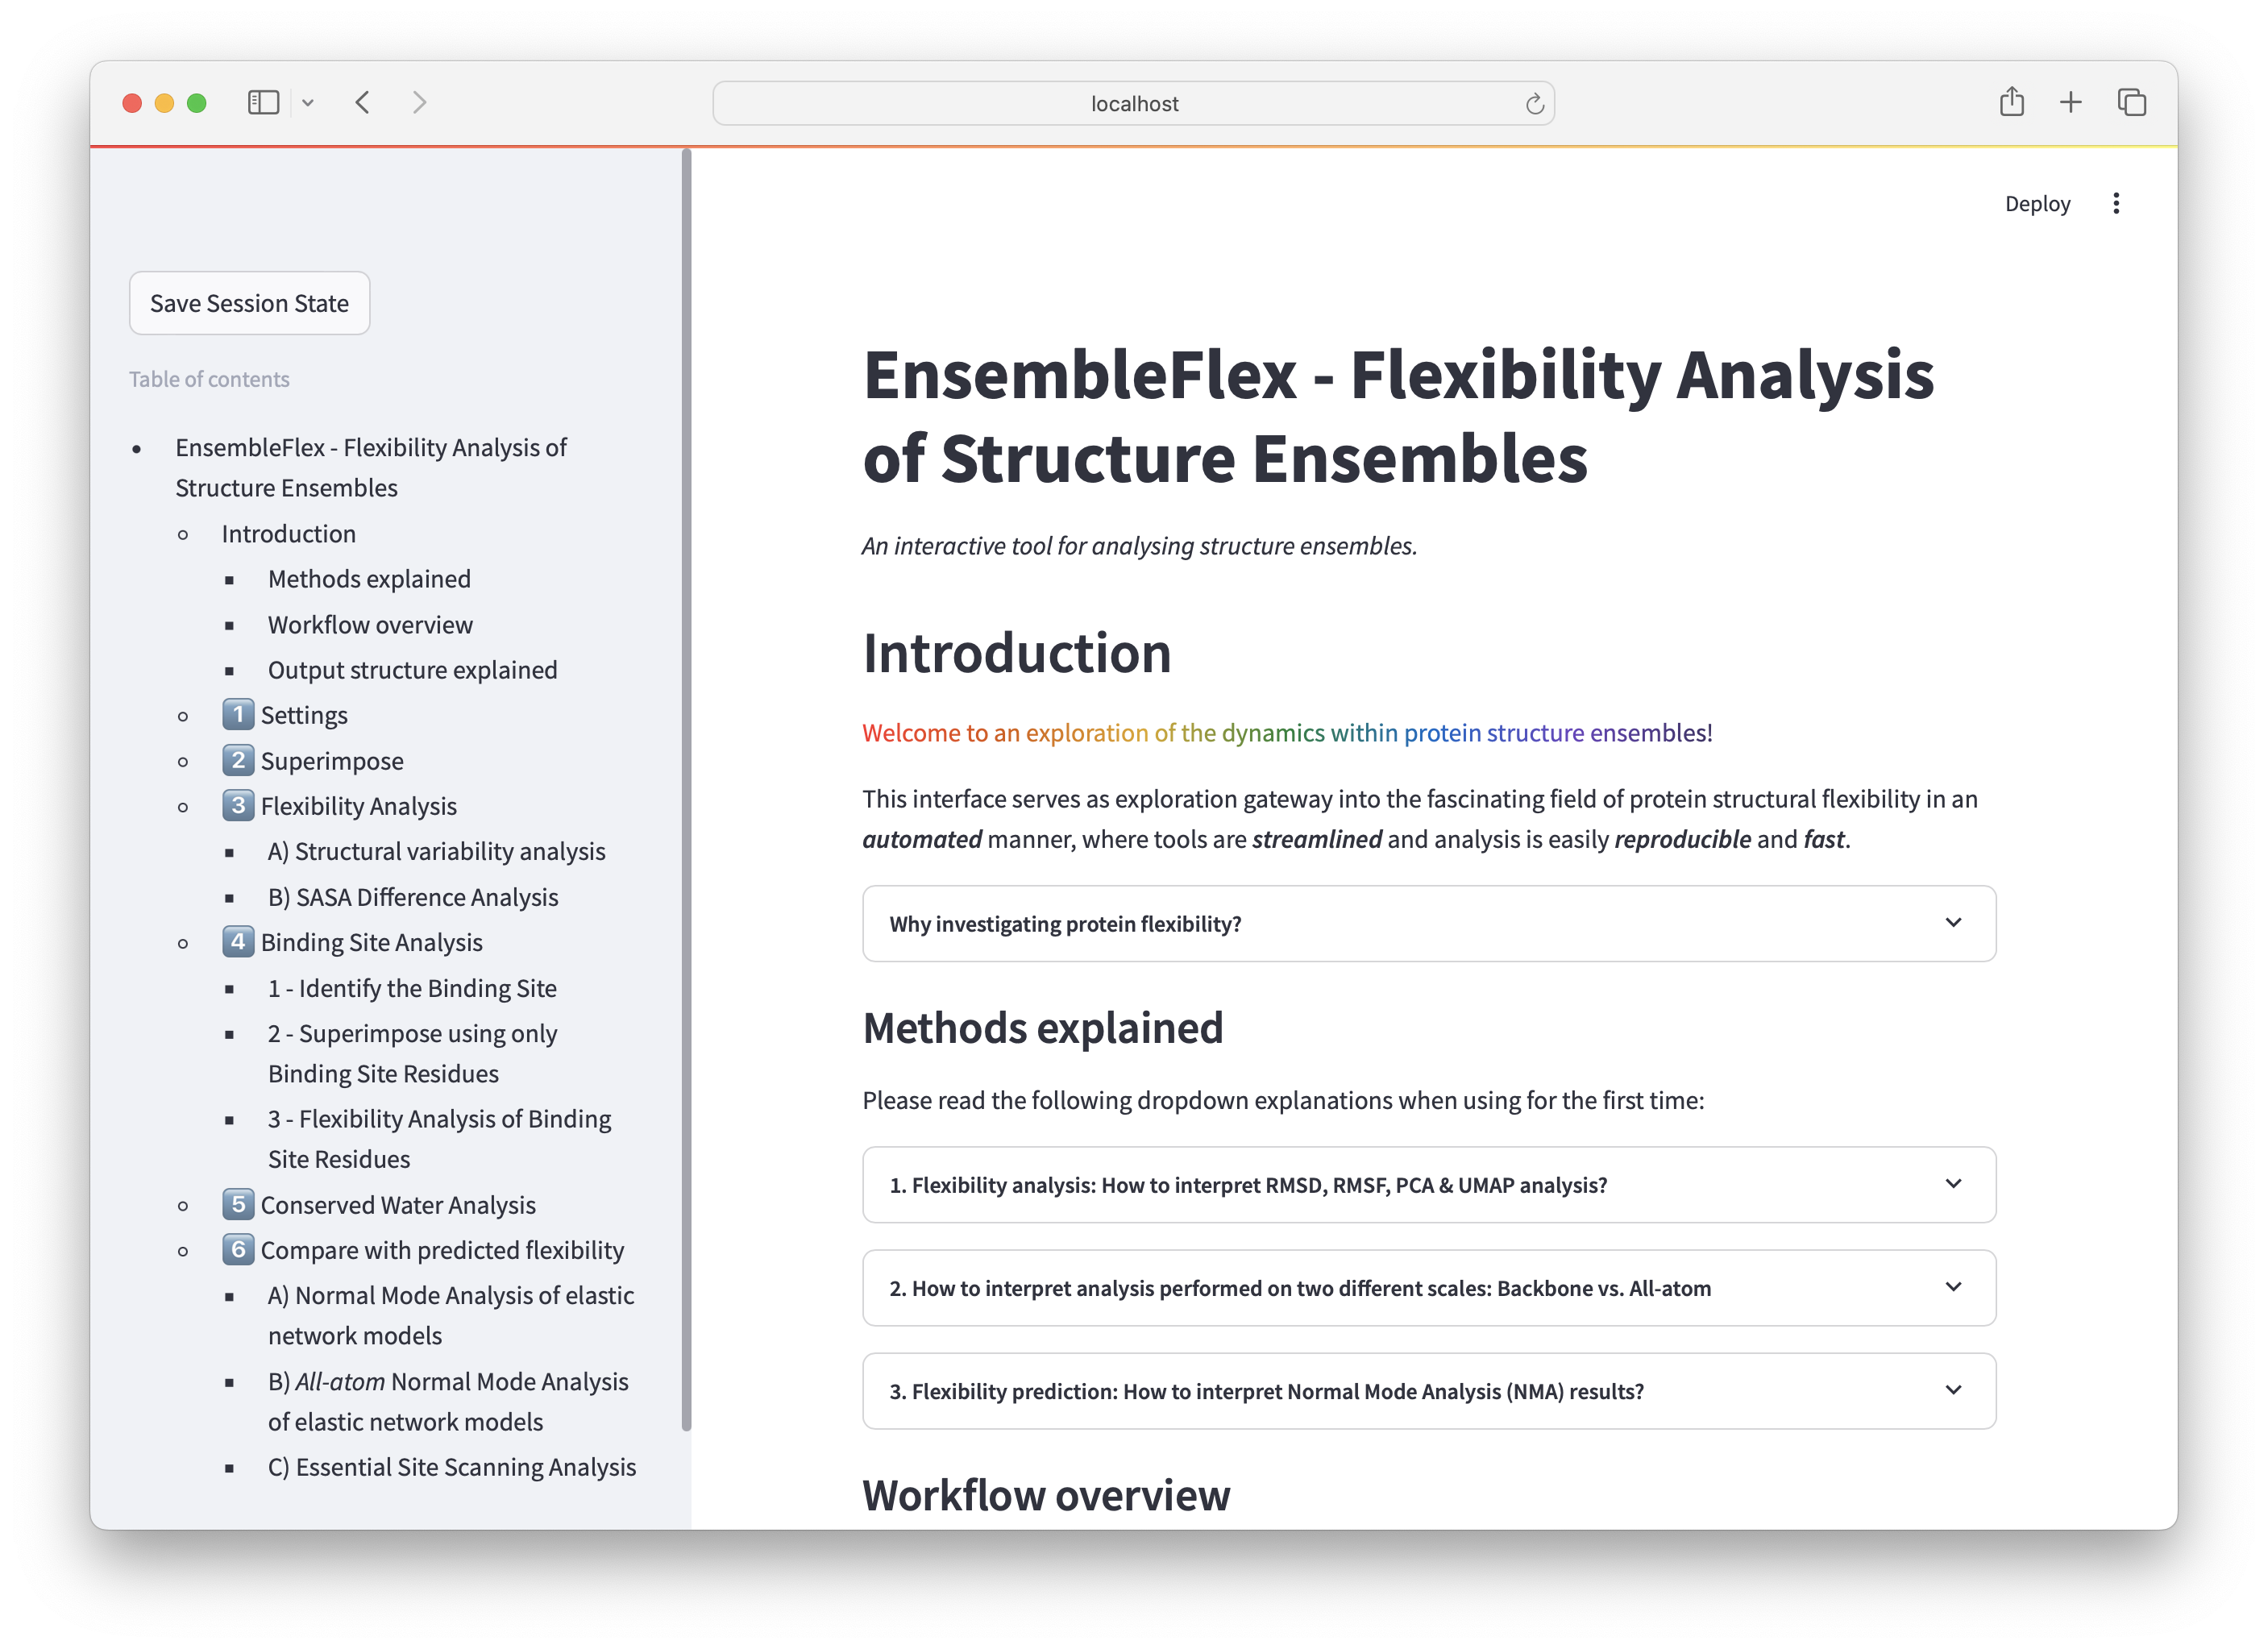 localhost
Deploy
Save Session State
Table of contents
EnsembleFlex - Flexibility Analysis of
Structure Ensembles
Introduction
Methods explained
Workflow overview
Output structure explained
1 Settings
2 Superimpose
3 Flexibility Analysis
A) Structural variability analysis
B) SASA Difference Analysis
4 Binding Site Analysis
1 - Identify the Binding Site
2 - Superimpose using only
Binding Site Residues
3 - Flexibility Analysis of Binding
Site Residues
5 Conserved Water Analysis
6 Compare with predicted flexibility
A) Normal Mode Analysis of elastic
network models
B) All-atom Normal Mode Analysis
of elastic network models
C) Essential Site Scanning Analysis
EnsembleFlex - Flexibility Analysis
of Structure Ensembles
An interactive tool for analysing structure ensembles.
Introduction
Welcome to an exploration of the dynamics within protein structure ensembles!
This interface serves as exploration gateway into the fascinating field of protein structural flexibility in an
automated manner, where tools are streamlined and analysis is easily reproducible and fast.
Why investigating protein flexibility?
Methods explained
Please read the following dropdown explanations when using for the first time:
1. Flexibility analysis: How to interpret RMSD, RMSF, PCA & UMAP analysis?
2. How to interpret analysis performed on two different scales: Backbone vs. All-atom
3. Flexibility prediction: How to interpret Normal Mode Analysis (NMA) results?
Workflow overview